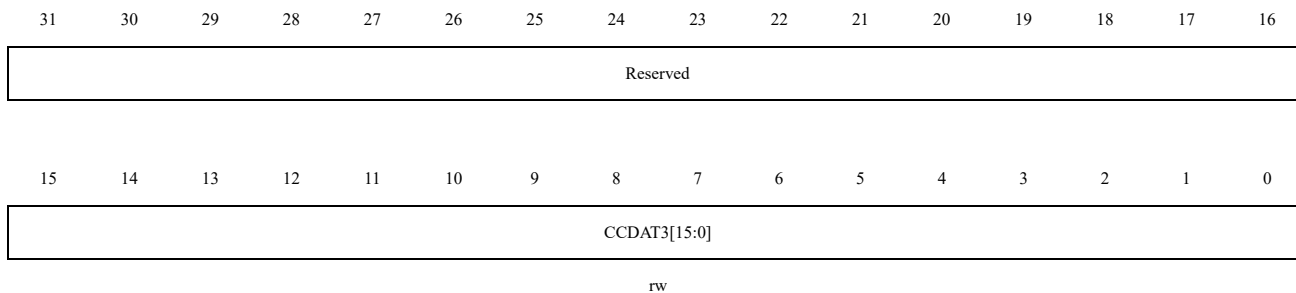 31 30 29 28 27 26 25 24 23 22 21 20 19 18 17 16
Reserved
15 14 13 12 11 10 9 8 7 6 5 4 3 2 1 0
CCDAT3[15:0]
rw